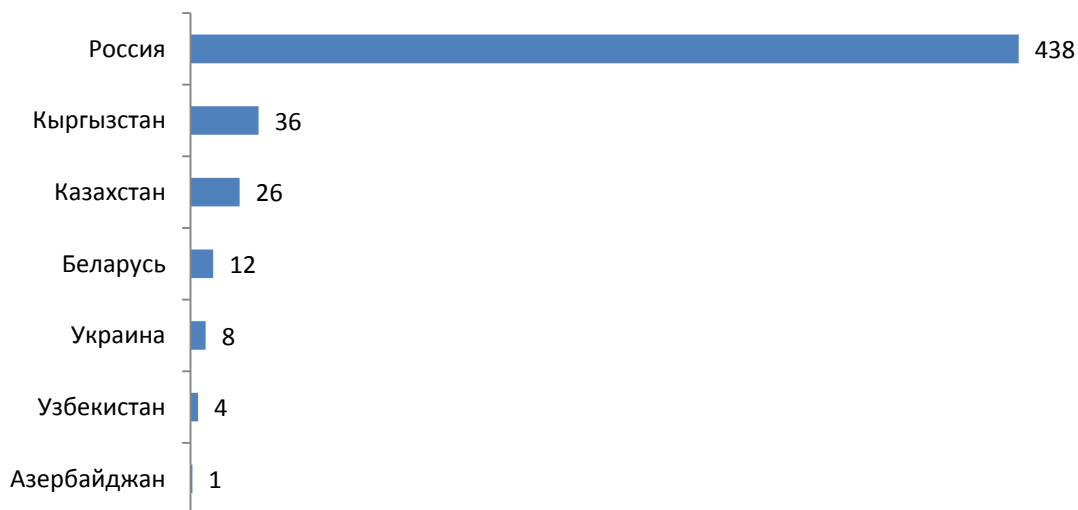 Россия 438
Кыргызстан 36
Казахстан 26
Беларусь 12
Украина 8
Узбекистан 4
Азербайджан 1